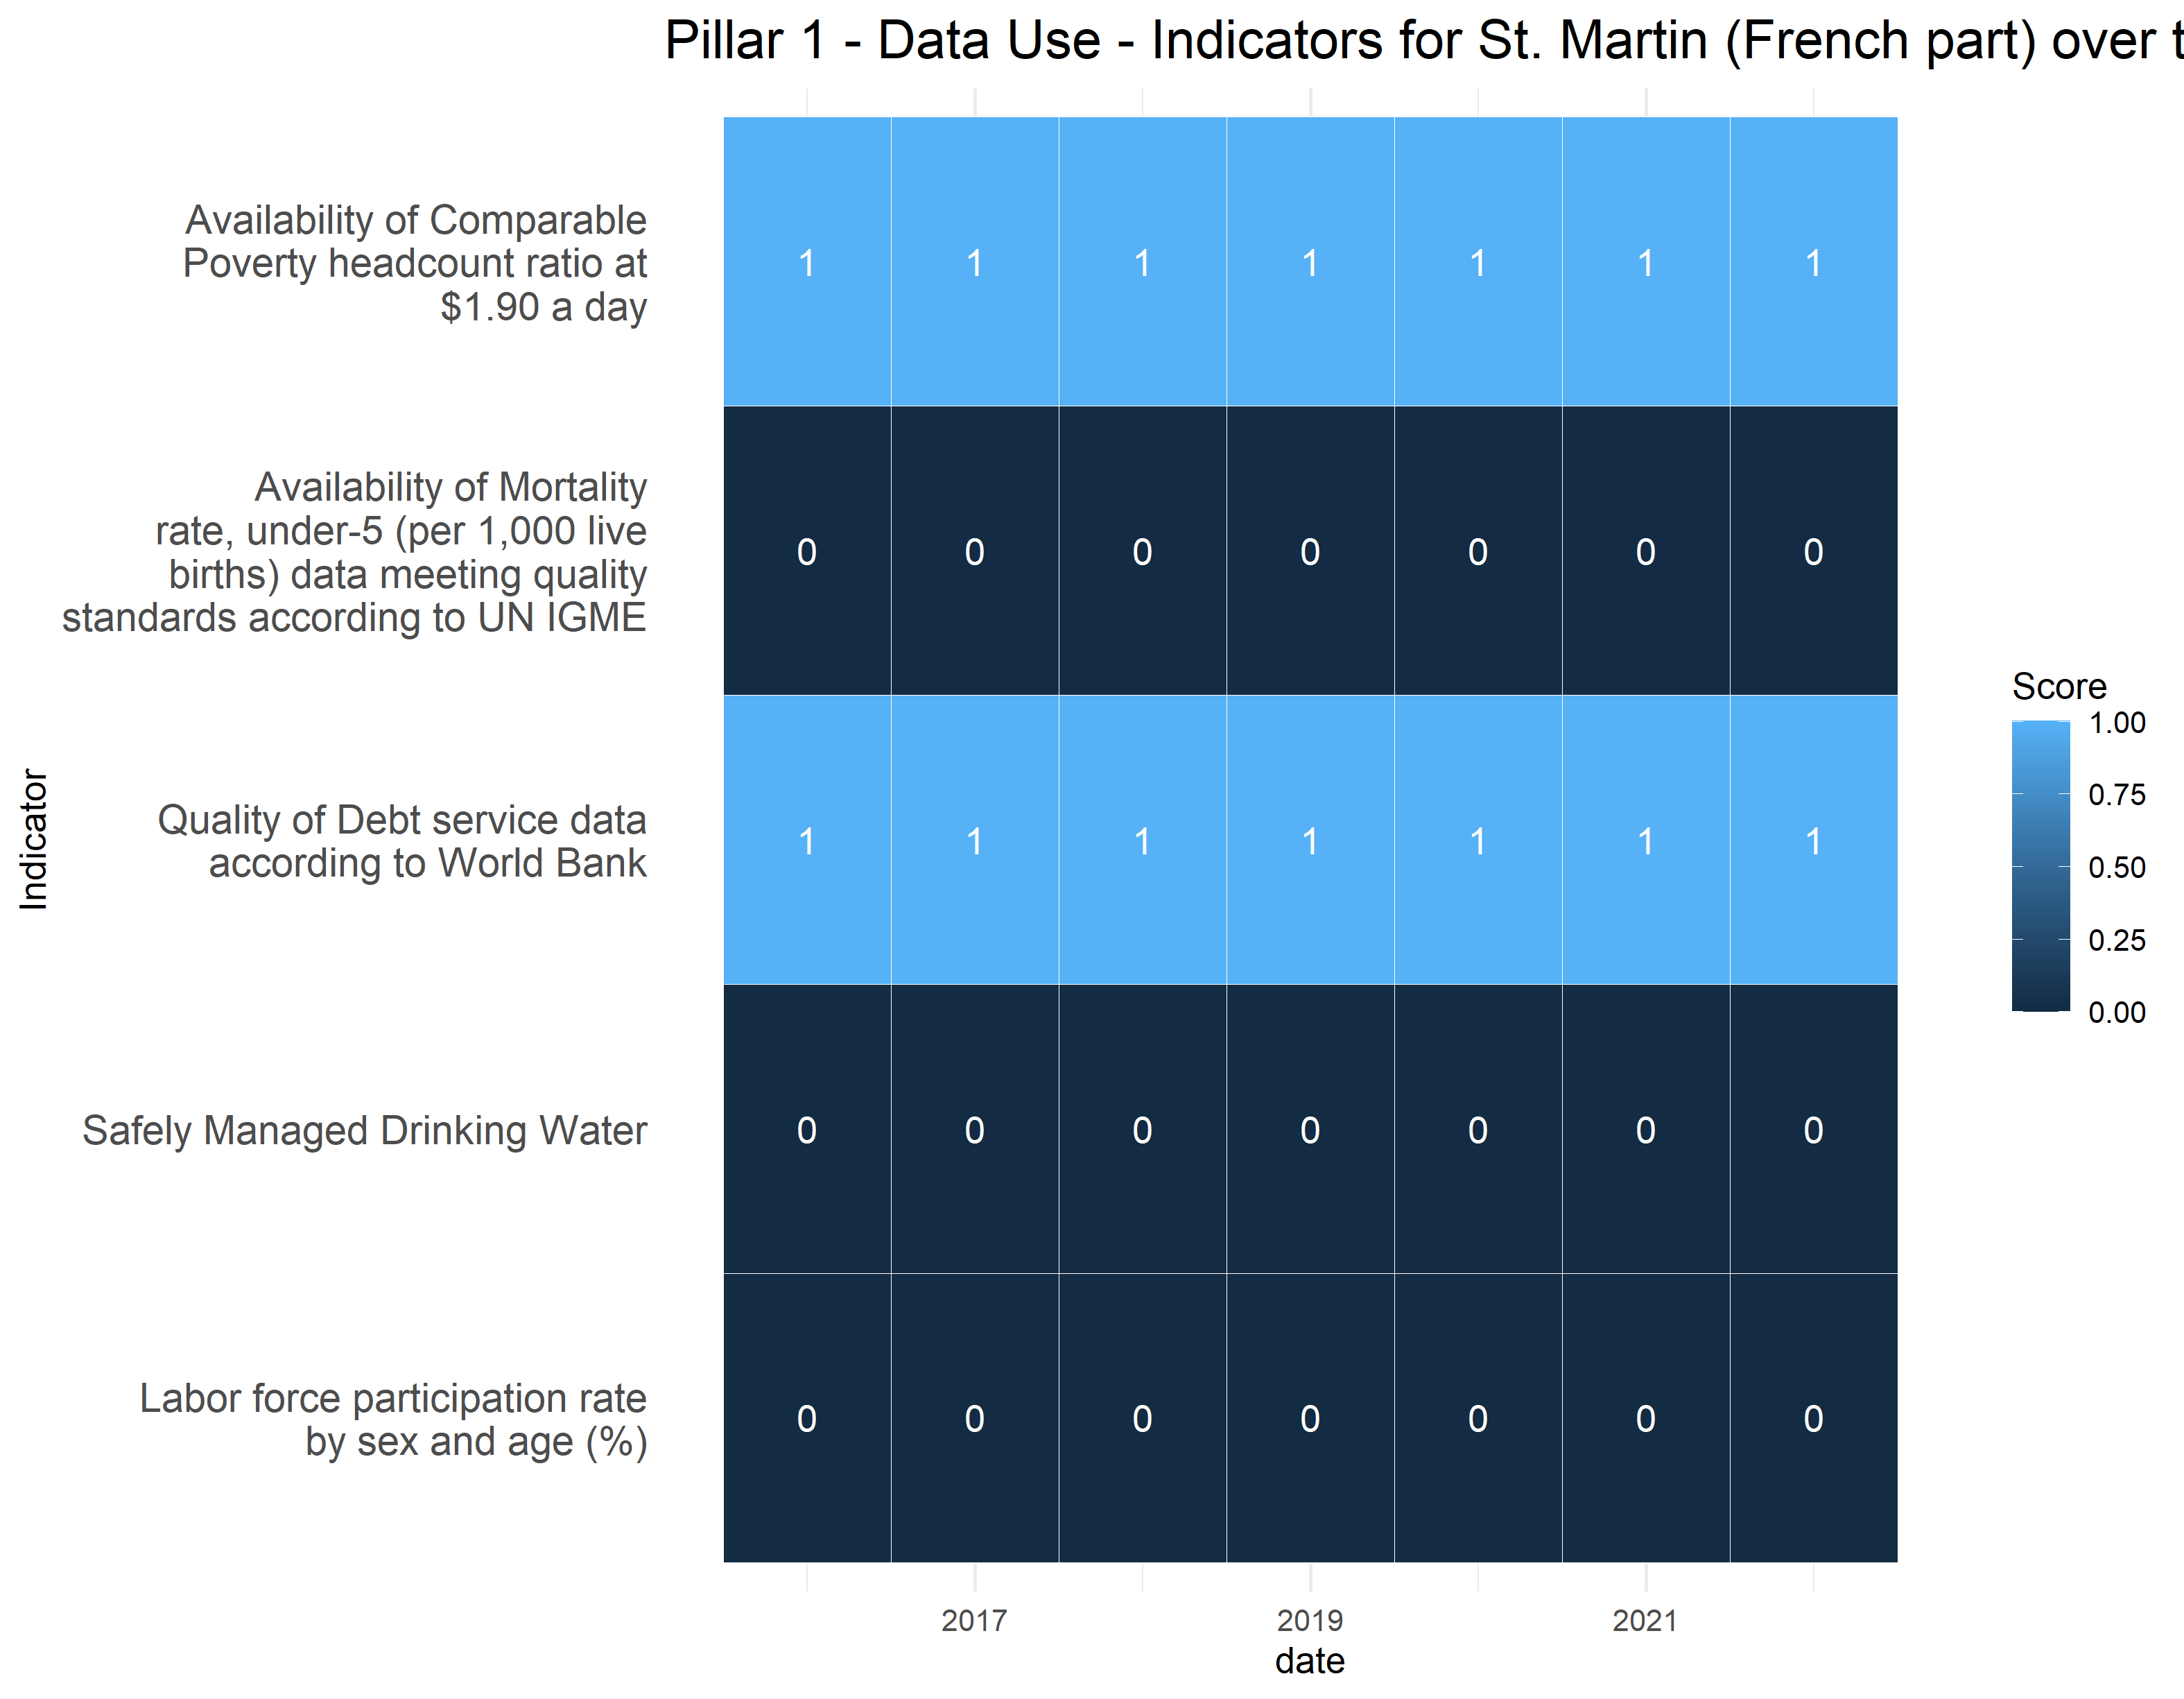 Pillar 1 - Data Use - Indicators for St. Martin (French part) over t
Availability of Comparable
Poverty headcount ratio at
$1.90 a day
1 1 1 1 1 1 1
Availability of Mortality
rate, under-5 (per 1,000 live
births) data meeting quality
standards according to UN IGME
0 0 0 0 0 0 0
Quality of Debt service data
according to World Bank
1 1 1 1 1 1 1
Safely Managed Drinking Water
0 0 0 0 0 0 0
Labor force participation rate
by sex and age (%)
0 0 0 0 0 0 0
Indicator
2017 2019 2021
date
Score
1.00
0.75
0.50
0.25
0.00